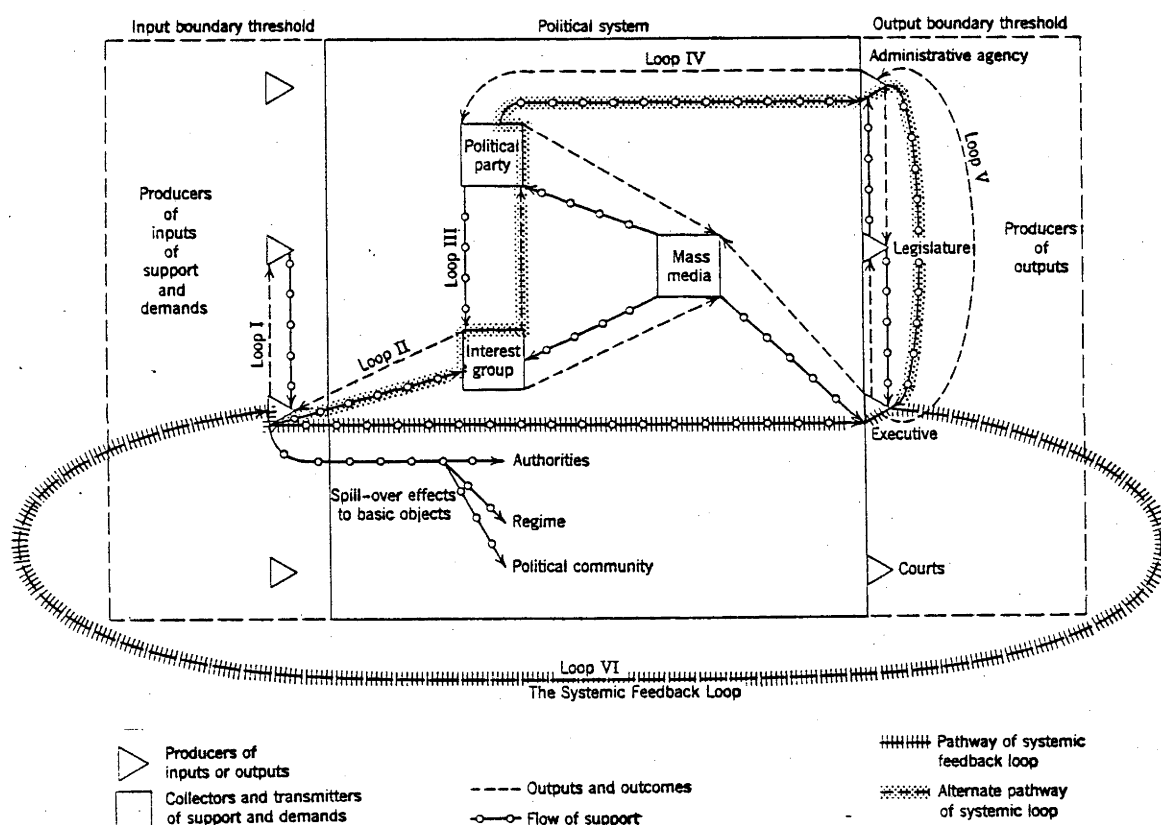 Input boundary threshold
Political system
Output boundary threshold
Loop IV
Administrative agency
Political
party
Loop V
Producers
of
inputs
of
support
and
demands
Loop III
Mass
media
Legislature
Producers
of
outputs
Loop I
Loop II
Interest
group
Executive
Authorities
Spill-over effects
to basic objects
Regime
Political community
Courts
Loop VI
The Systemic Feedback Loop
Producers of
inputs or outputs
Collectors and transmitters
of support and demands
Outputs and outcomes
Flow of support
Pathway of systemic
feedback loop
Alternate pathway
of systemic loop